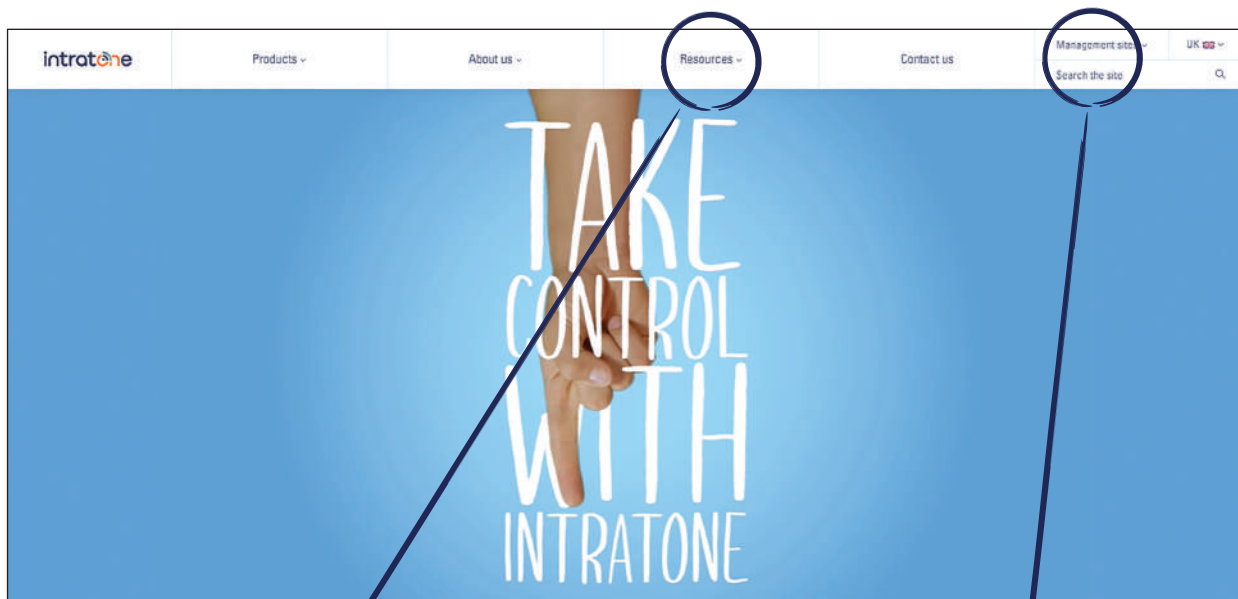 intratone
Products
About us
Resources
Contact us
Management sites
UK
Search the site
TAKE
CONTROL
WITH
INTRATONE